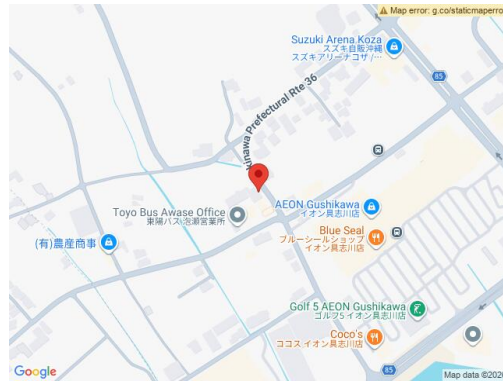 Map error: g.co/staticmaperro
Suzuki Arena Koza
スズキ自販沖縄
スズキアリーナコザ /…
85
kinawa Prefectural Rte 36
Toyo Bus Awase Office
東陽バス 泡瀬営業所
AEON Gushikawa
イオン具志川店
Blue Seal
ブルーシールショップ
イオン具志川店
(有)農産商事
Golf 5 AEON Gushikawa
ゴルフ5 イオン具志川店
Coco's
ココス イオン具志川店
85
Google
Map data ©202